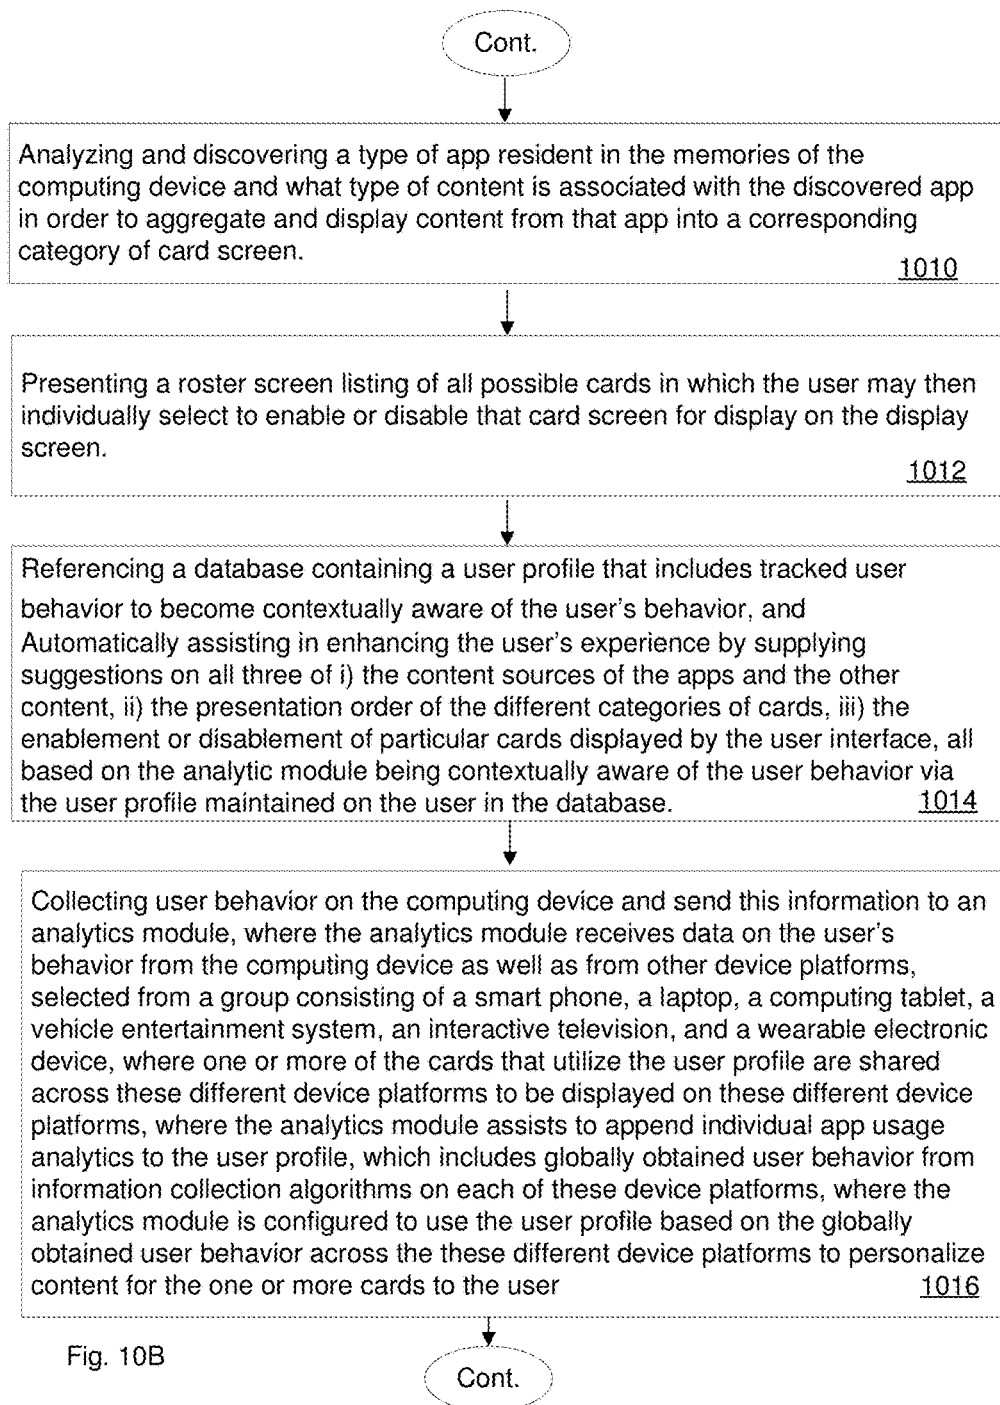 Cont.
Analyzing and discovering a type of app resident in the memories of the
computing device and what type of content is associated with the discovered app
in order to aggregate and display content from that app into a corresponding
category of card screen.
1010
Presenting a roster screen listing of all possible cards in which the user may then
individually select to enable or disable that card screen for display on the display
screen.
1012
Referencing a database containing a user profile that includes tracked user
behavior to become contextually aware of the user's behavior, and
Automatically assisting in enhancing the user's experience by supplying
suggestions on all three of i) the content sources of the apps and the other
content, ii) the presentation order of the different categories of cards, iii) the
enablement or disablement of particular cards displayed by the user interface, all
based on the analytic module being contextually aware of the user behavior via
the user profile maintained on the user in the database.
1014
Collecting user behavior on the computing device and send this information to an
analytics module, where the analytics module receives data on the user's
behavior from the computing device as well as from other device platforms,
selected from a group consisting of a smart phone, a laptop, a computing tablet, a
vehicle entertainment system, an interactive television, and a wearable electronic
device, where one or more of the cards that utilize the user profile are shared
across these different device platforms to be displayed on these different device
platforms, where the analytics module assists to append individual app usage
analytics to the user profile, which includes globally obtained user behavior from
information collection algorithms on each of these device platforms, where the
analytics module is configured to use the user profile based on the globally
obtained user behavior across the these different device platforms to personalize
content for the one or more cards to the user
1016
Fig. 10B
Cont.